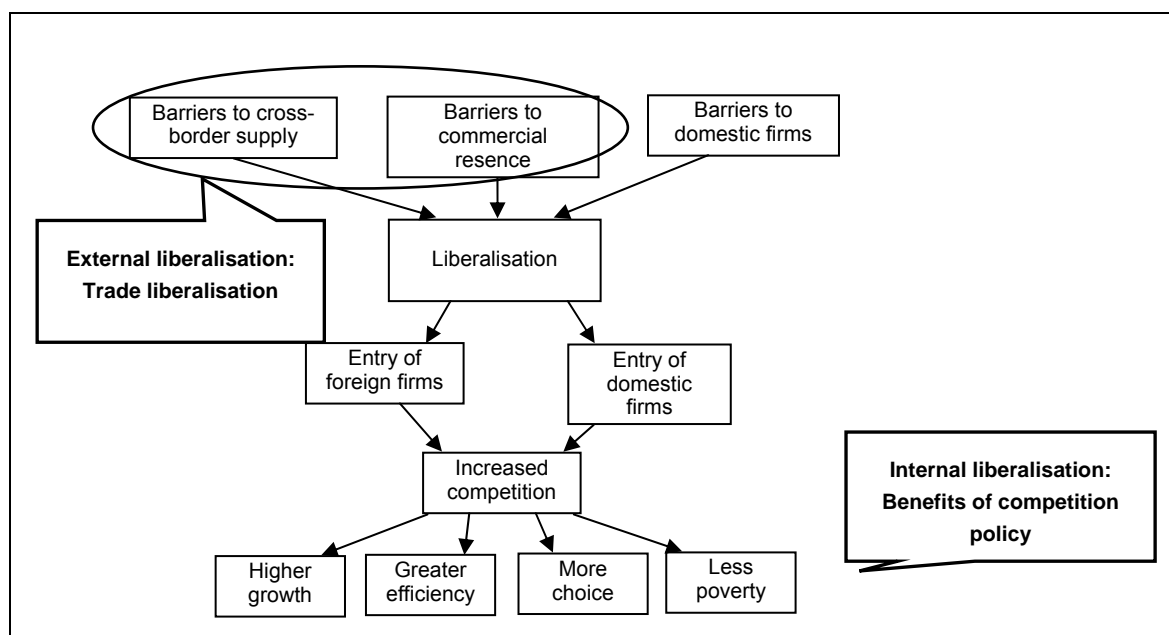 Barriers to cross-
border supply
Barriers to
commercial
resence
Barriers to
domestic firms
External liberalisation:
Trade liberalisation
Liberalisation
Entry of
foreign firms
Entry of
domestic
firms
Increased
competition
Internal liberalisation:
Benefits of competition
policy
Higher
growth
Greater
efficiency
More
choice
Less
poverty